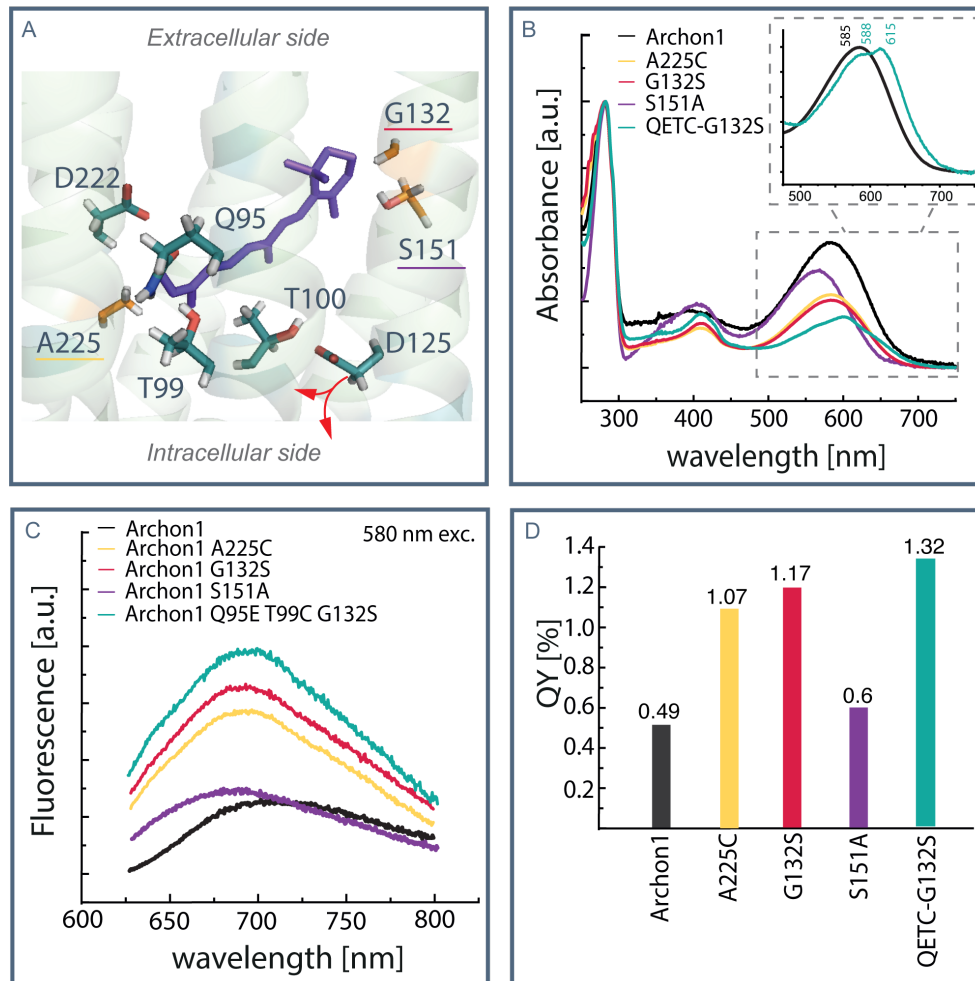 A
Extracellular side
G132
D222
Q95
S151
T100
A225
D125
T99
Intracellular side
B
Archon1
A225C
G132S
S151A
QETC-G132S
585
588
615
500
600
700
Absorbance [a.u.]
300
400
500
600
700
wavelength [nm]
C
Archon1
580 nm exc.
Archon1 A225C
Archon1 G132S
Archon1 S151A
Archon1 Q95E T99C G132S
Fluorescence [a.u.]
600
650
700
750
800
wavelength [nm]
D
1.4
1.2
1.0
0.8
0.6
0.4
0.2
QY [%]
0.49
1.07
1.17
0.6
1.32
Archon1
A225C
G132S
S151A
QETC-G132S